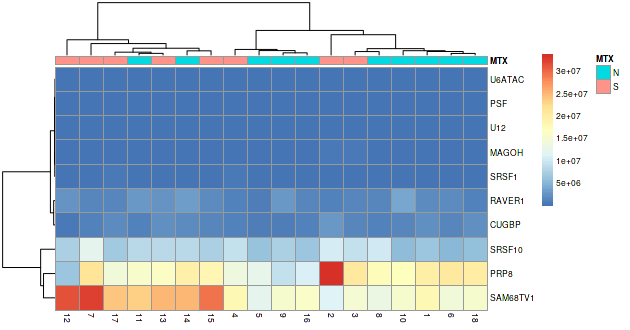 MTX
U6ATAC
PSF
U12
MAGOH
SRSF1
RAVER1
CUGBP
SRSF10
PRP8
SAM68TV1
12 7 17 11 13 14 15 4 5 9 16 2 3 8 10 1 6 18
3e+07
2.5e+07
2e+07
1.5e+07
1e+07
5e+06
MTX
N
S